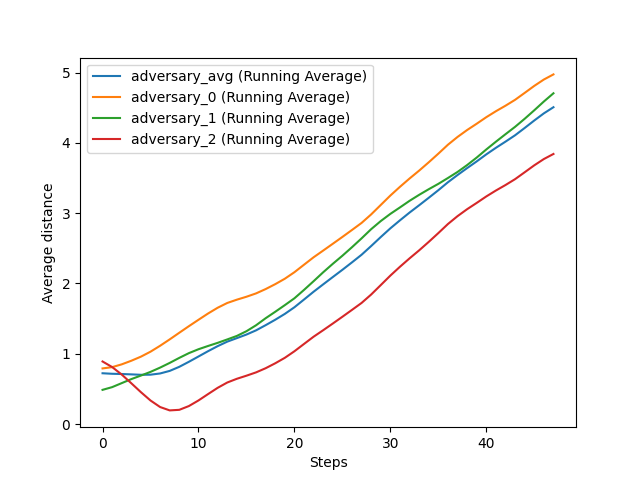 adversary_avg (Running Average)
adversary_0 (Running Average)
adversary_1 (Running Average)
adversary_2 (Running Average)
Average distance
5
4
3
2
1
0
0 10 20 30 40
Steps